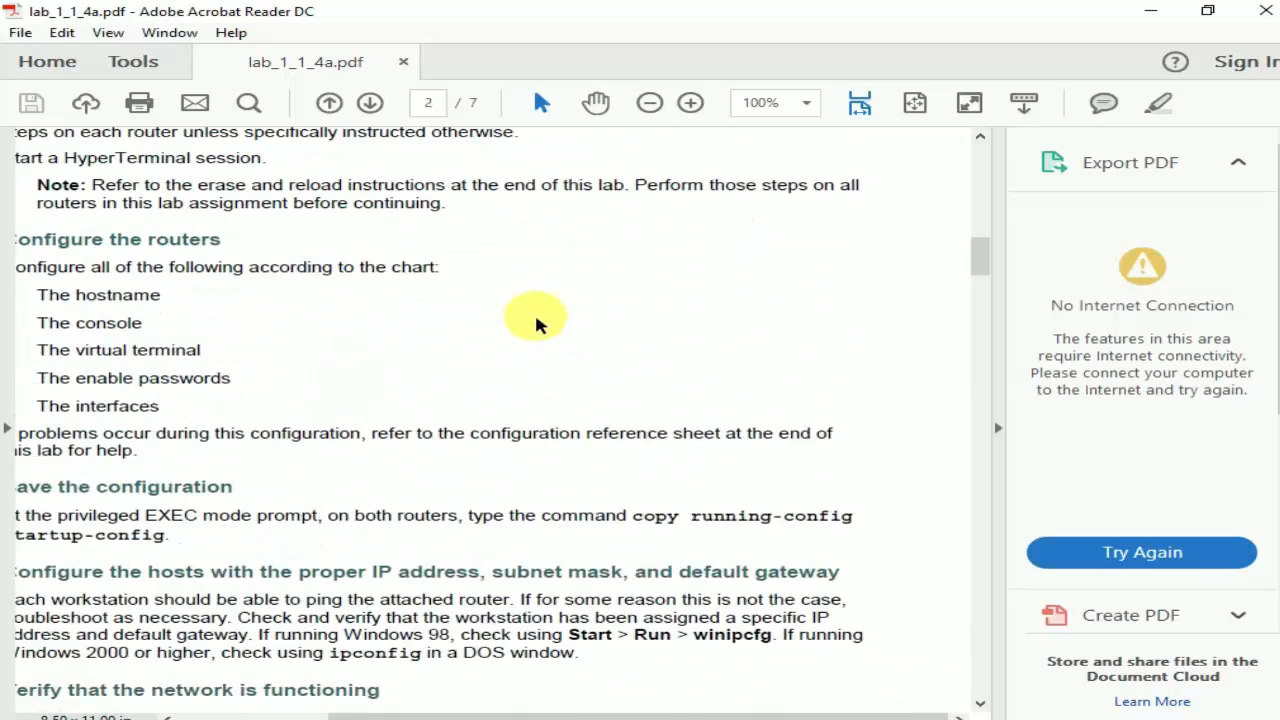 lab_1_1_4a.pdf - Adobe Acrobat Reader DC
File Edit View Window Help
Home Tools lab_1_1_4a.pdf Sign In
2 / 7 100%
teps on each router unless specifically instructed otherwise.
tart a HyperTerminal session.
Note: Refer to the erase and reload instructions at the end of this lab. Perform those steps on all
routers in this lab assignment before continuing.
onfigure the routers
onfigure all of the following according to the chart:
The hostname
The console
The virtual terminal
The enable passwords
The interfaces
problems occur during this configuration, refer to the configuration reference sheet at the end of
is lab for help.
ave the configuration
t the privileged EXEC mode prompt, on both routers, type the command copy running-config
tartup-config.
onfigure the hosts with the proper IP address, subnet mask, and default gateway
ach workstation should be able to ping the attached router. If for some reason this is not the case,
oubleshoot as necessary. Check and verify that the workstation has been assigned a specific IP
ddress and default gateway. If running Windows 98, check using Start > Run > winipcfg. If running
Windows 2000 or higher, check using ipconfig in a DOS window.
erify that the network is functioning
8.50 x 11.00 in
Export PDF
No Internet Connection
The features in this area
require Internet connectivity.
Please connect your computer
to the Internet and try again.
Try Again
Create PDF
Store and share files in the
Document Cloud
Learn More